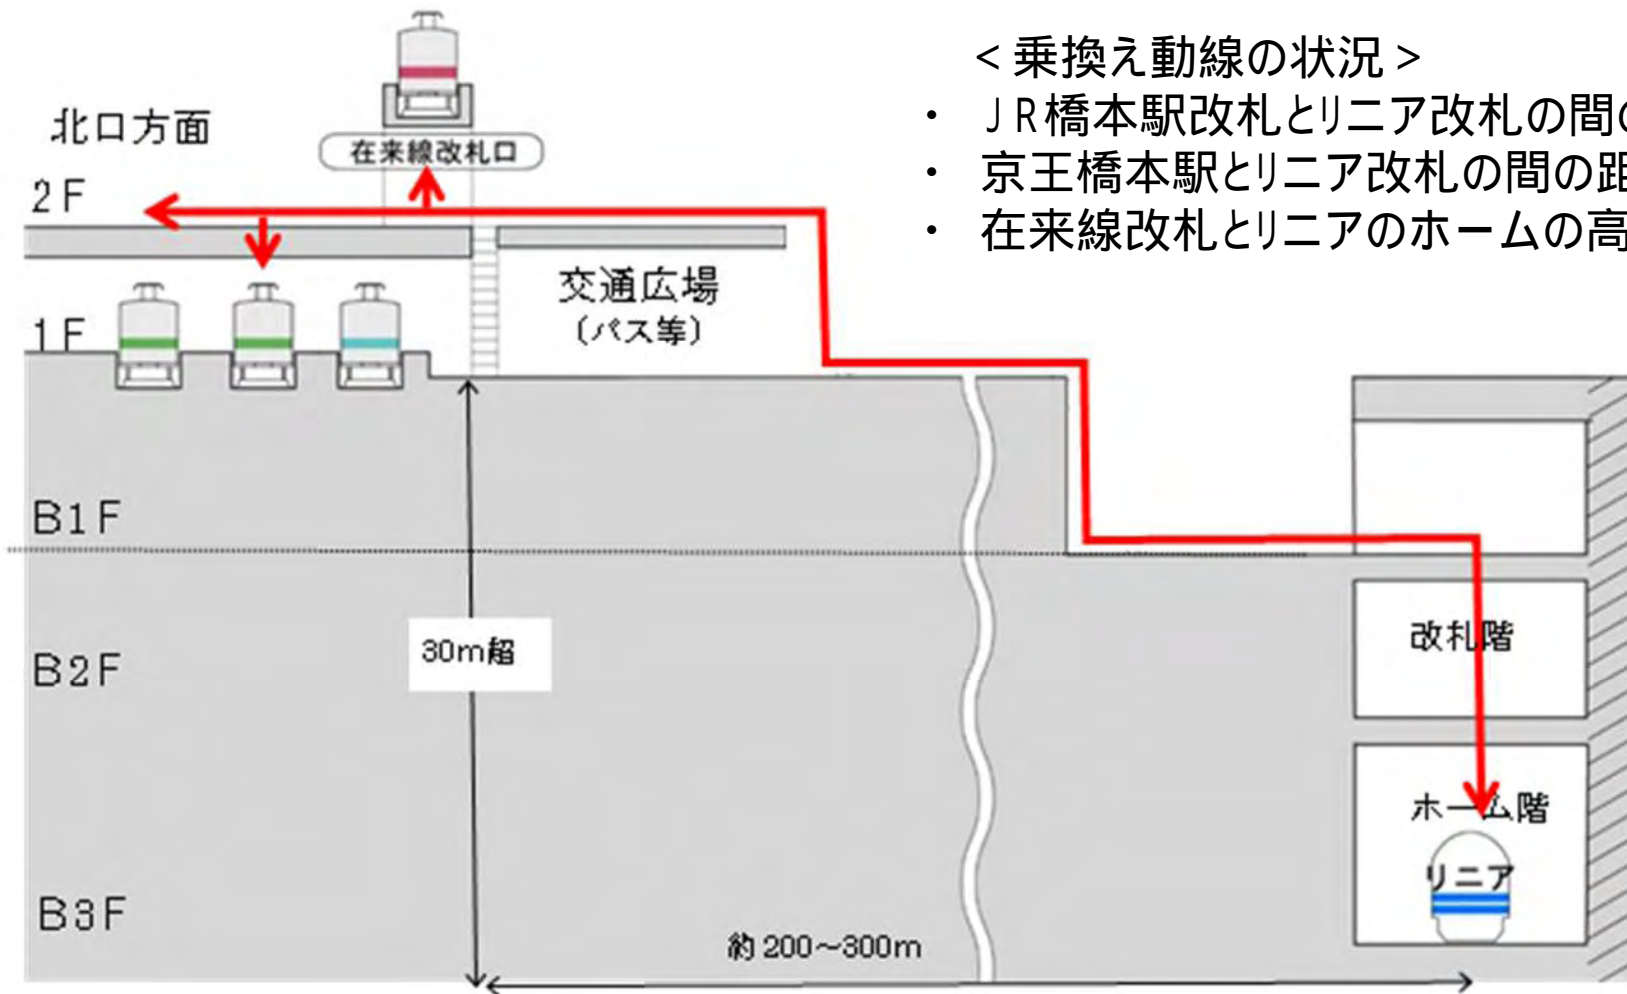 <乗換え動線の状況>
・ JR橋本駅改札とリニア改札の間の
・ 京王橋本駅とリニア改札の間の距
・ 在来線改札とリニアのホームの高
北口方面
在来線改札口
2F
交通広場
(バス等)
1F
B1F
30m超
改札階
B2F
ホーム階
リニア
B3F
約200~300m